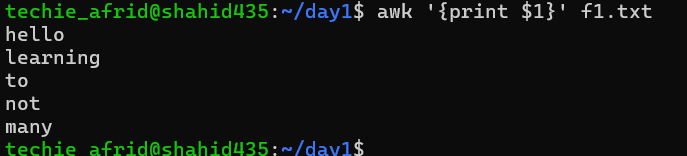 techie_afrid@shahid435:~/day1$ awk '{print $1}' f1.txt
hello
learning
to
not
many
techie_afrid@shahid435:~/day1$